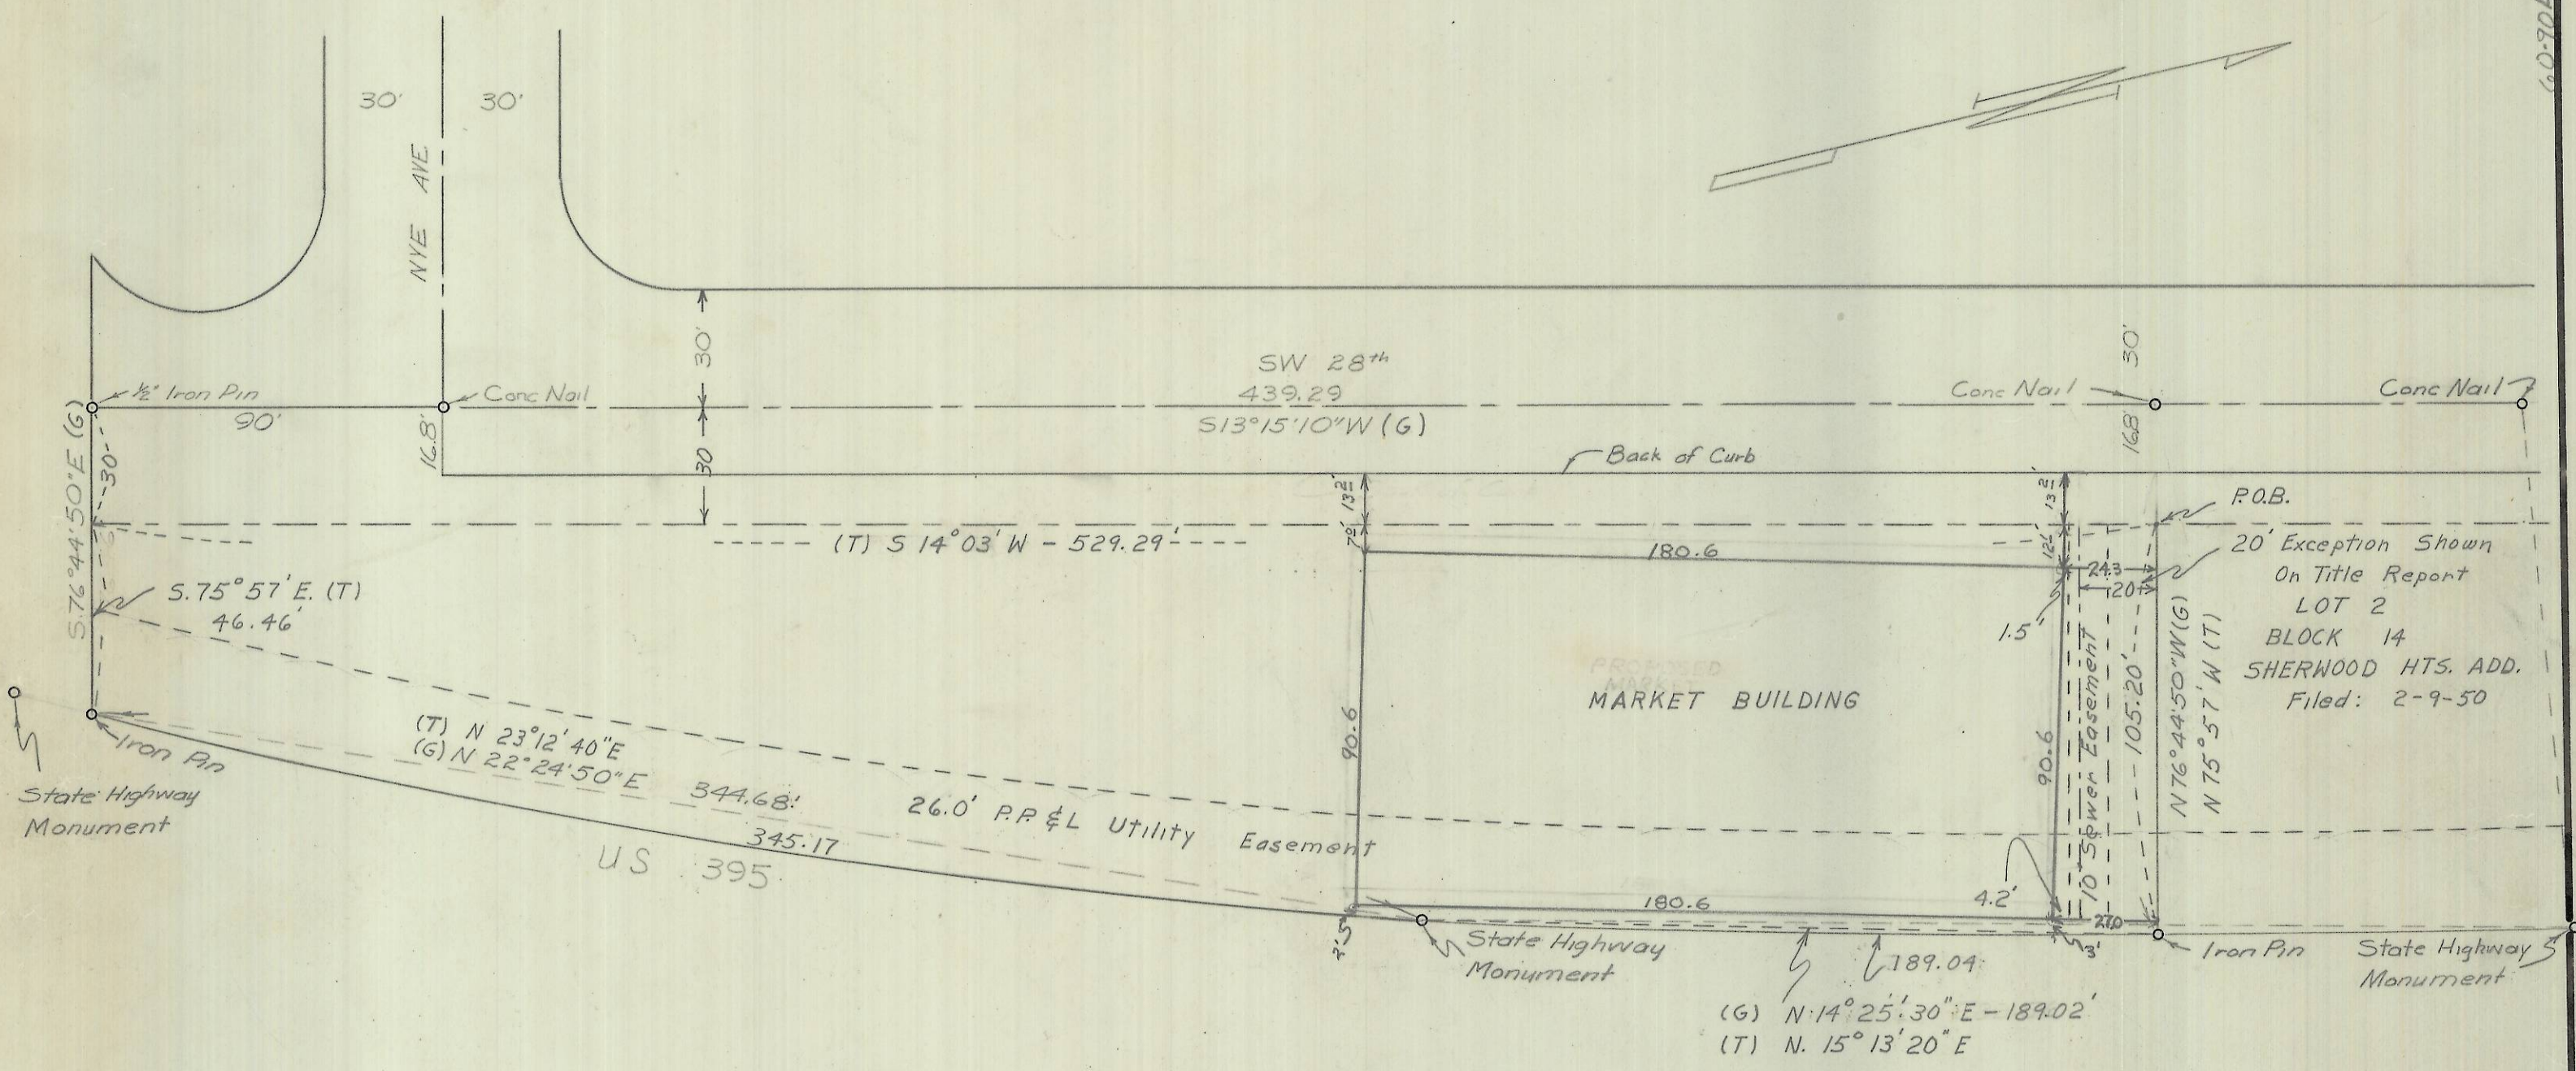 30'
30'
NYE AVE.
30'
30
½" Iron Pin
90'
Conc Nail
16.8'
SW 28th
439.29
S13°15'10"W (G)
Conc Nail
30'
16.8'
Conc Nail
Back of Curb
S.76°44'50"E (G)
30
13.2'
7.0'
13.2'
12.1'
P.O.B.
(T) S 14°03' W - 529.29'
180.6
24.3
20'
20' Exception Shown
On Title Report
LOT 2
BLOCK 14
SHERWOOD HTS. ADD.
Filed: 2-9-50
S.75°57' E. (T)
46.46'
1.5'
PROPOSED
MARKET
MARKET BUILDING
90.6
90.6
10' Sewer Easement
105.20'
N76°44'50"W(G)
N 75°57' W (T)
Iron Pin
State Highway
Monument
(T) N 23°12'40"E
(G) N 22°24'50"E
344.68'
345.17
26.0' P.P. & L Utility Easement
US 395
180.6
4.2'
27.0
2.5'
3'
State Highway
Monument
189.04
Iron Pin
State Highway
Monument
(G) N 14°25'30" E - 189.02'
(T) N. 15°13'20" E